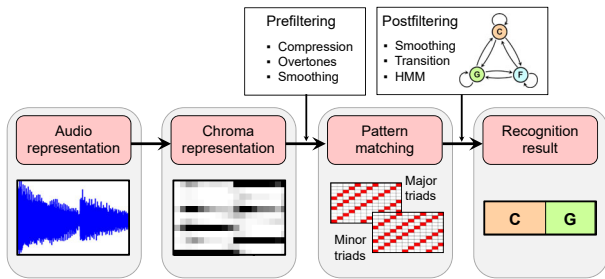 Prefiltering
▪ Compression
▪ Overtones
▪ Smoothing
Postfiltering
▪ Smoothing
▪ Transition
▪ HMM
C
G
F
Audio
representation
Chroma
representation
Pattern
matching
Major
triads
Minor
triads
Recognition
result
C
G